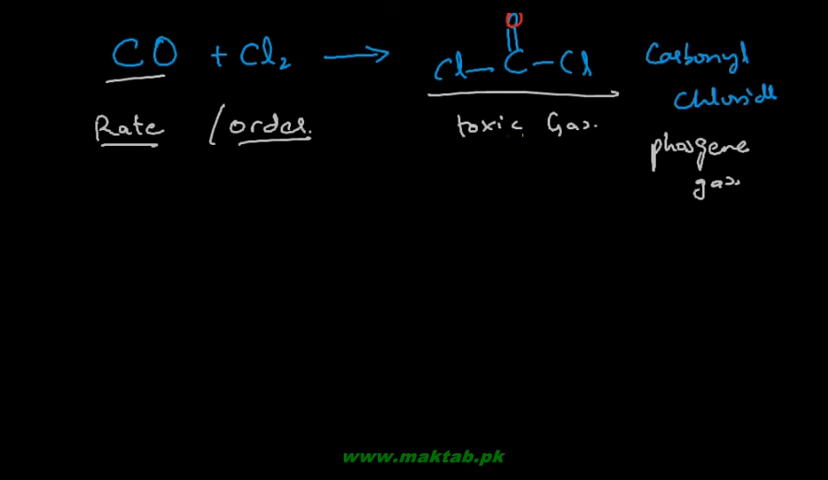 O
CO + Cl₂ → Cl—C—Cl Carbonyl
Chloride
Rate / order. toxic Gas. phosgene
gas
www.maktab.pk